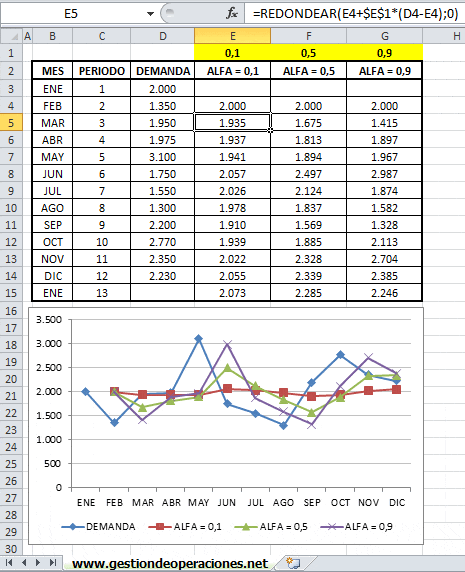 E5 fx =REDONDEAR(E4+$E$1*(D4-E4);0)
A B C D E F G H
1 0,1 0,5 0,9
2 MES PERIODO DEMANDA ALFA = 0,1 ALFA = 0,5 ALFA = 0,9
3 ENE 1 2.000
4 FEB 2 1.350 2.000 2.000 2.000
5 MAR 3 1.950 1.935 1.675 1.415
6 ABR 4 1.975 1.937 1.813 1.897
7 MAY 5 3.100 1.941 1.894 1.967
8 JUN 6 1.750 2.057 2.497 2.987
9 JUL 7 1.550 2.026 2.124 1.874
10 AGO 8 1.300 1.978 1.837 1.582
11 SEP 9 2.200 1.910 1.569 1.328
12 OCT 10 2.770 1.939 1.885 2.113
13 NOV 11 2.350 2.022 2.328 2.704
14 DIC 12 2.230 2.055 2.339 2.385
15 ENE 13 2.073 2.285 2.246
16
17 3.500
18
19 3.000
20 2.500
21 2.000
22
23 1.500
24
25 1.000
26 500
27 0
28 ENE FEB MAR ABR MAY JUN JUL AGO SEP OCT NOV DIC
29 DEMANDA ALFA = 0,1 ALFA = 0,5 ALFA = 0,9
30
www.gestiondeoperaciones.net